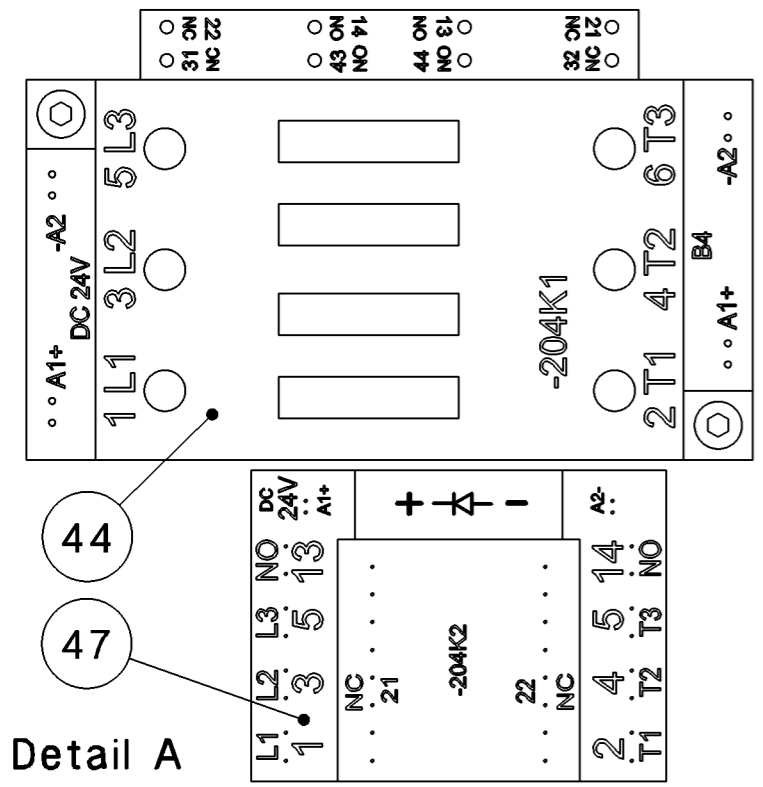 NC 22 NC 31
NO 14 NO 43
13 NO 44 NO
21 NC 32 NC
5 L3
3 L2
1 L1
-A2
DC 24V
A1+
6 T3
4 T2
2 T1
-A2
B4
A1+
-204K1
44
DC 24V A1+
+ -
A2-
NO 13
14 NO
L3 5
5 T3
L2 3
4 T2
L1 1
2 T1
NC 21
-204K2
22 NC
47
Detail A